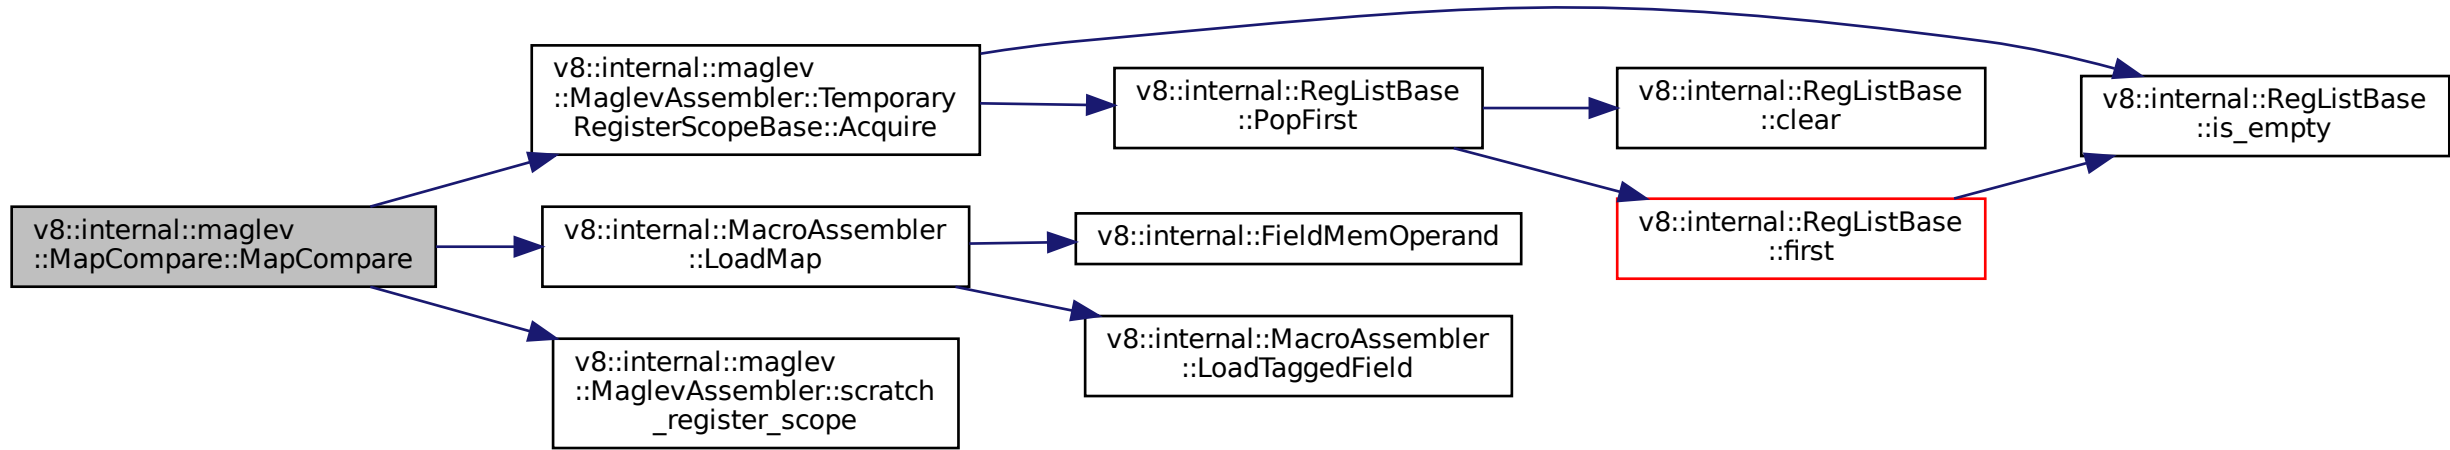 v8::internal::maglev
::MapCompare::MapCompare
v8::internal::maglev
::MaglevAssembler::Temporary
RegisterScopeBase::Acquire
v8::internal::MacroAssembler
::LoadMap
v8::internal::maglev
::MaglevAssembler::scratch
_register_scope
v8::internal::RegListBase
::PopFirst
v8::internal::FieldMemOperand
v8::internal::MacroAssembler
::LoadTaggedField
v8::internal::RegListBase
::clear
v8::internal::RegListBase
::first
v8::internal::RegListBase
::is_empty